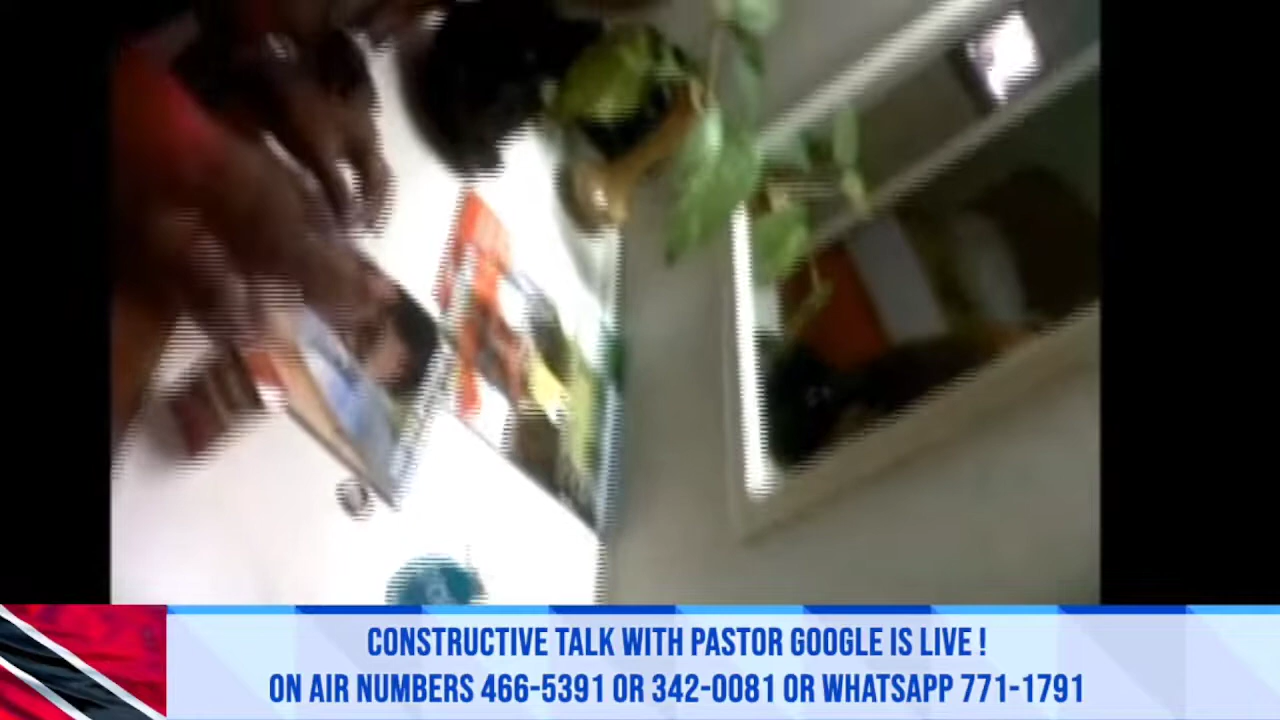 CONSTRUCTIVE TALK WITH PASTOR GOOGLE IS LIVE !
ON AIR NUMBERS 466-5391 OR 342-0081 OR WHATSAPP 771-1791